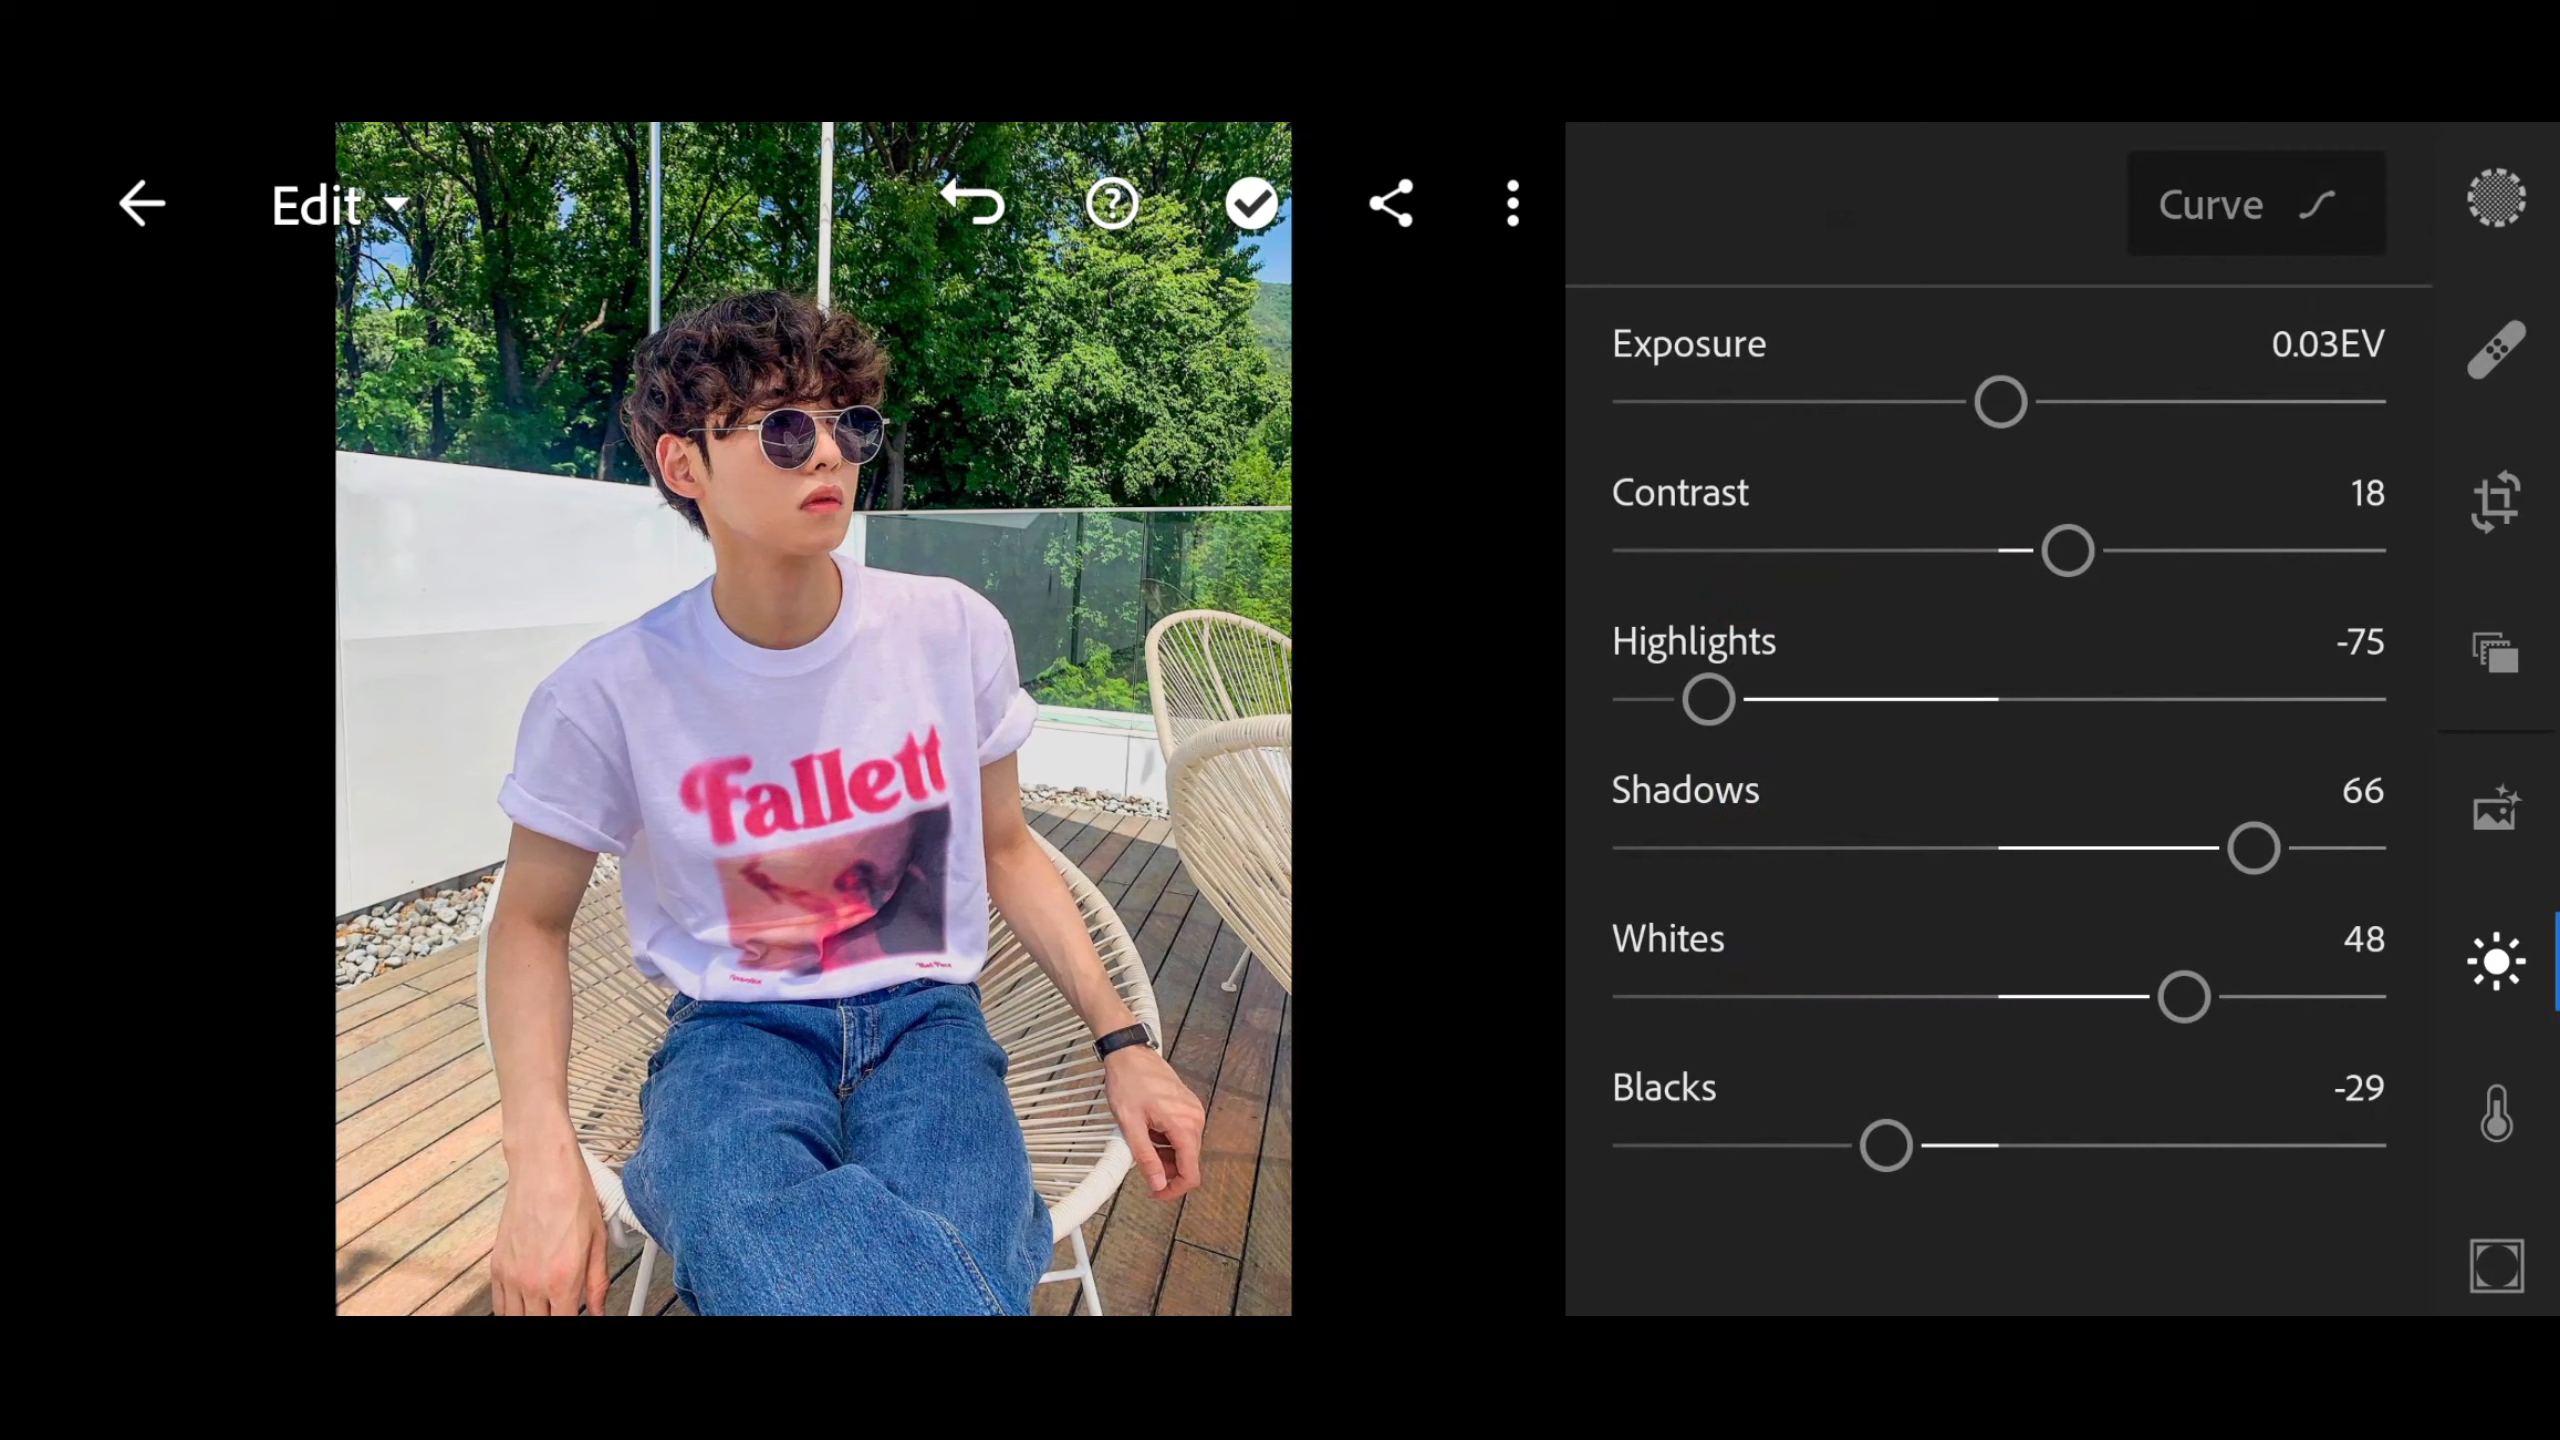 Edit
Curve
Exposure 0.03EV
Contrast 18
Highlights -75
Shadows 66
Whites 48
Blacks -29
Fallett